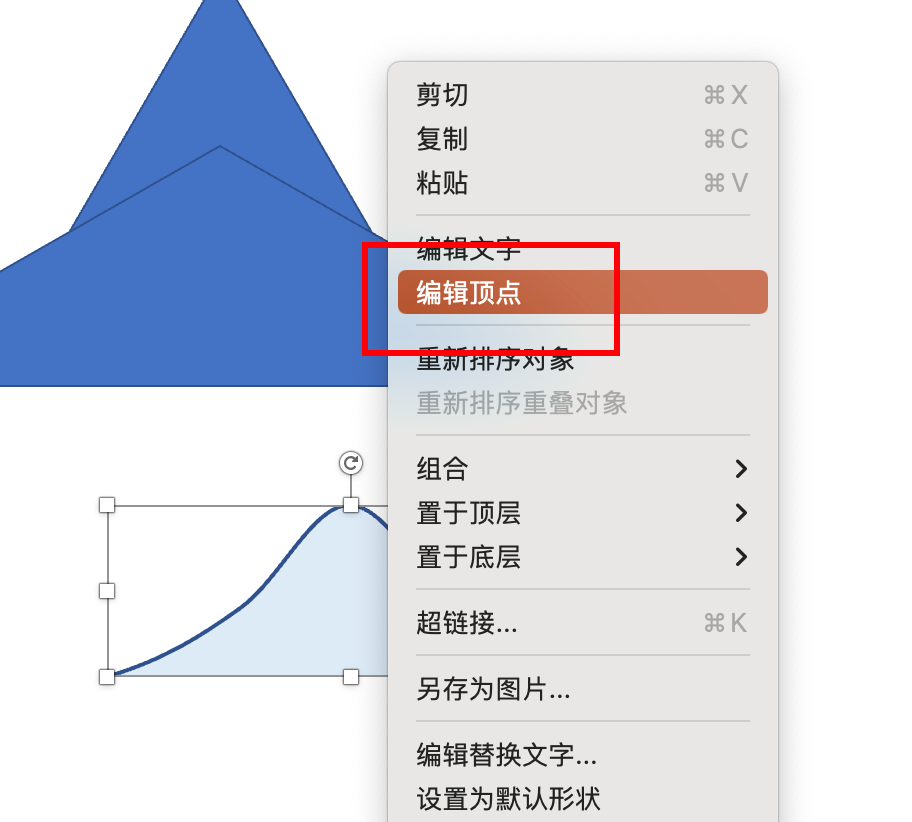 剪切 ⌘X
复制 ⌘C
粘贴 ⌘V
编辑文字
编辑顶点
重新排序对象
重新排序重叠对象
组合
置于顶层
置于底层
超链接... ⌘K
另存为图片...
编辑替换文字...
设置为默认形状